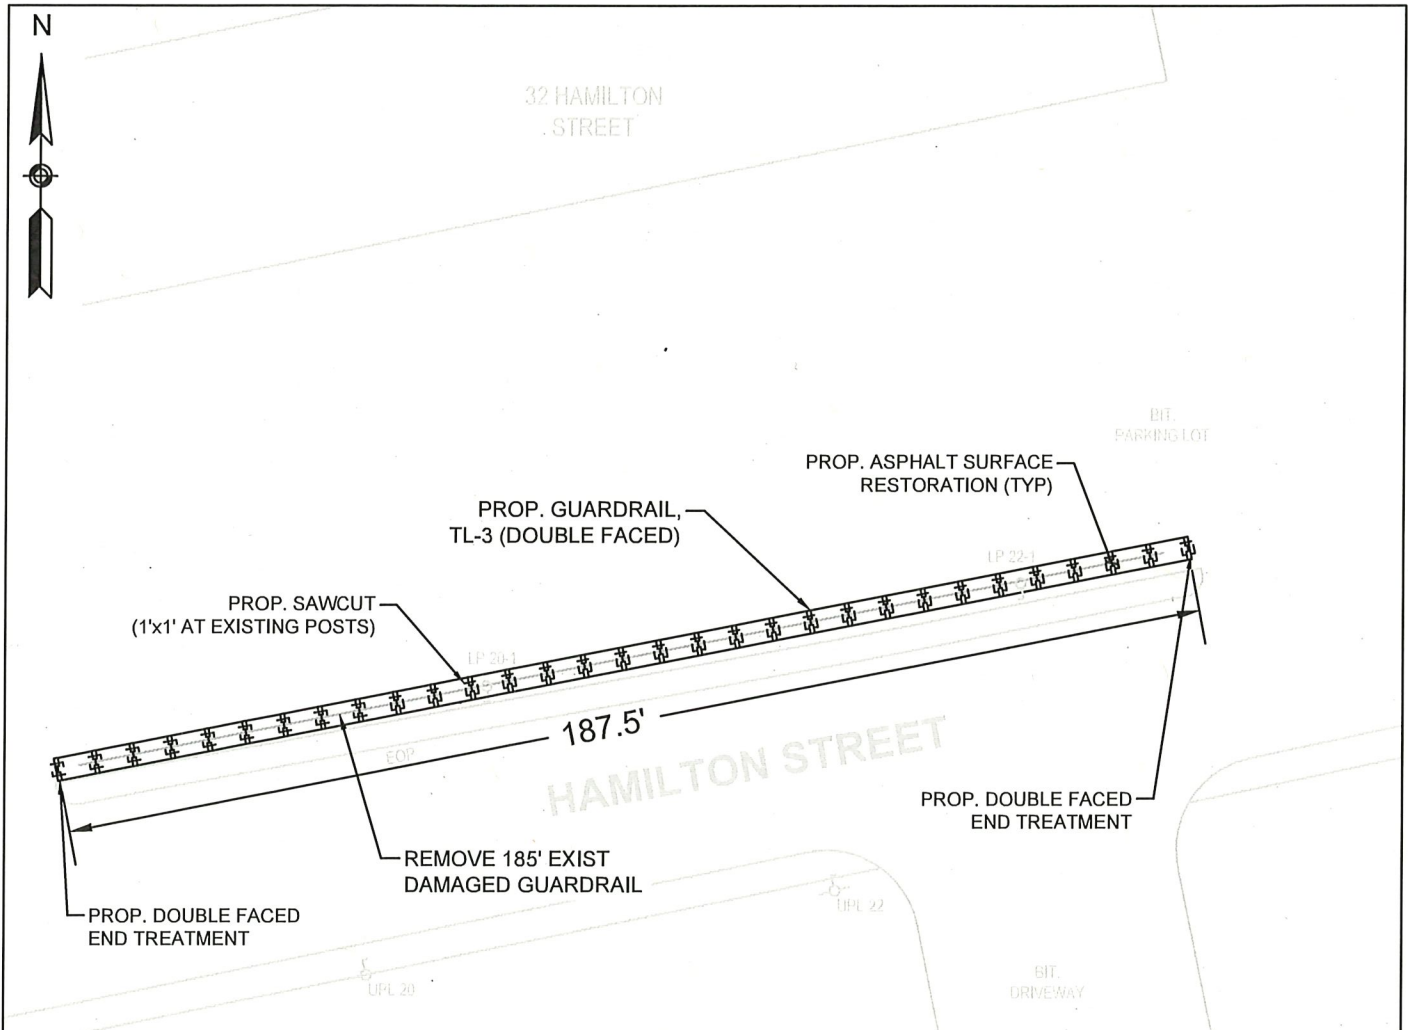 N
32 HAMILTON
STREET
BIT.
PARKING LOT
PROP. ASPHALT SURFACE
RESTORATION (TYP)
PROP. GUARDRAIL,
TL-3 (DOUBLE FACED)
LP 22-1
PROP. SAWCUT
(1'x1' AT EXISTING POSTS)
LP 20-1
187.5'
EOP
HAMILTON STREET
PROP. DOUBLE FACED
END TREATMENT
REMOVE 185' EXIST
DAMAGED GUARDRAIL
UPL 22
PROP. DOUBLE FACED
END TREATMENT
UPL 20
BIT.
DRIVEWAY